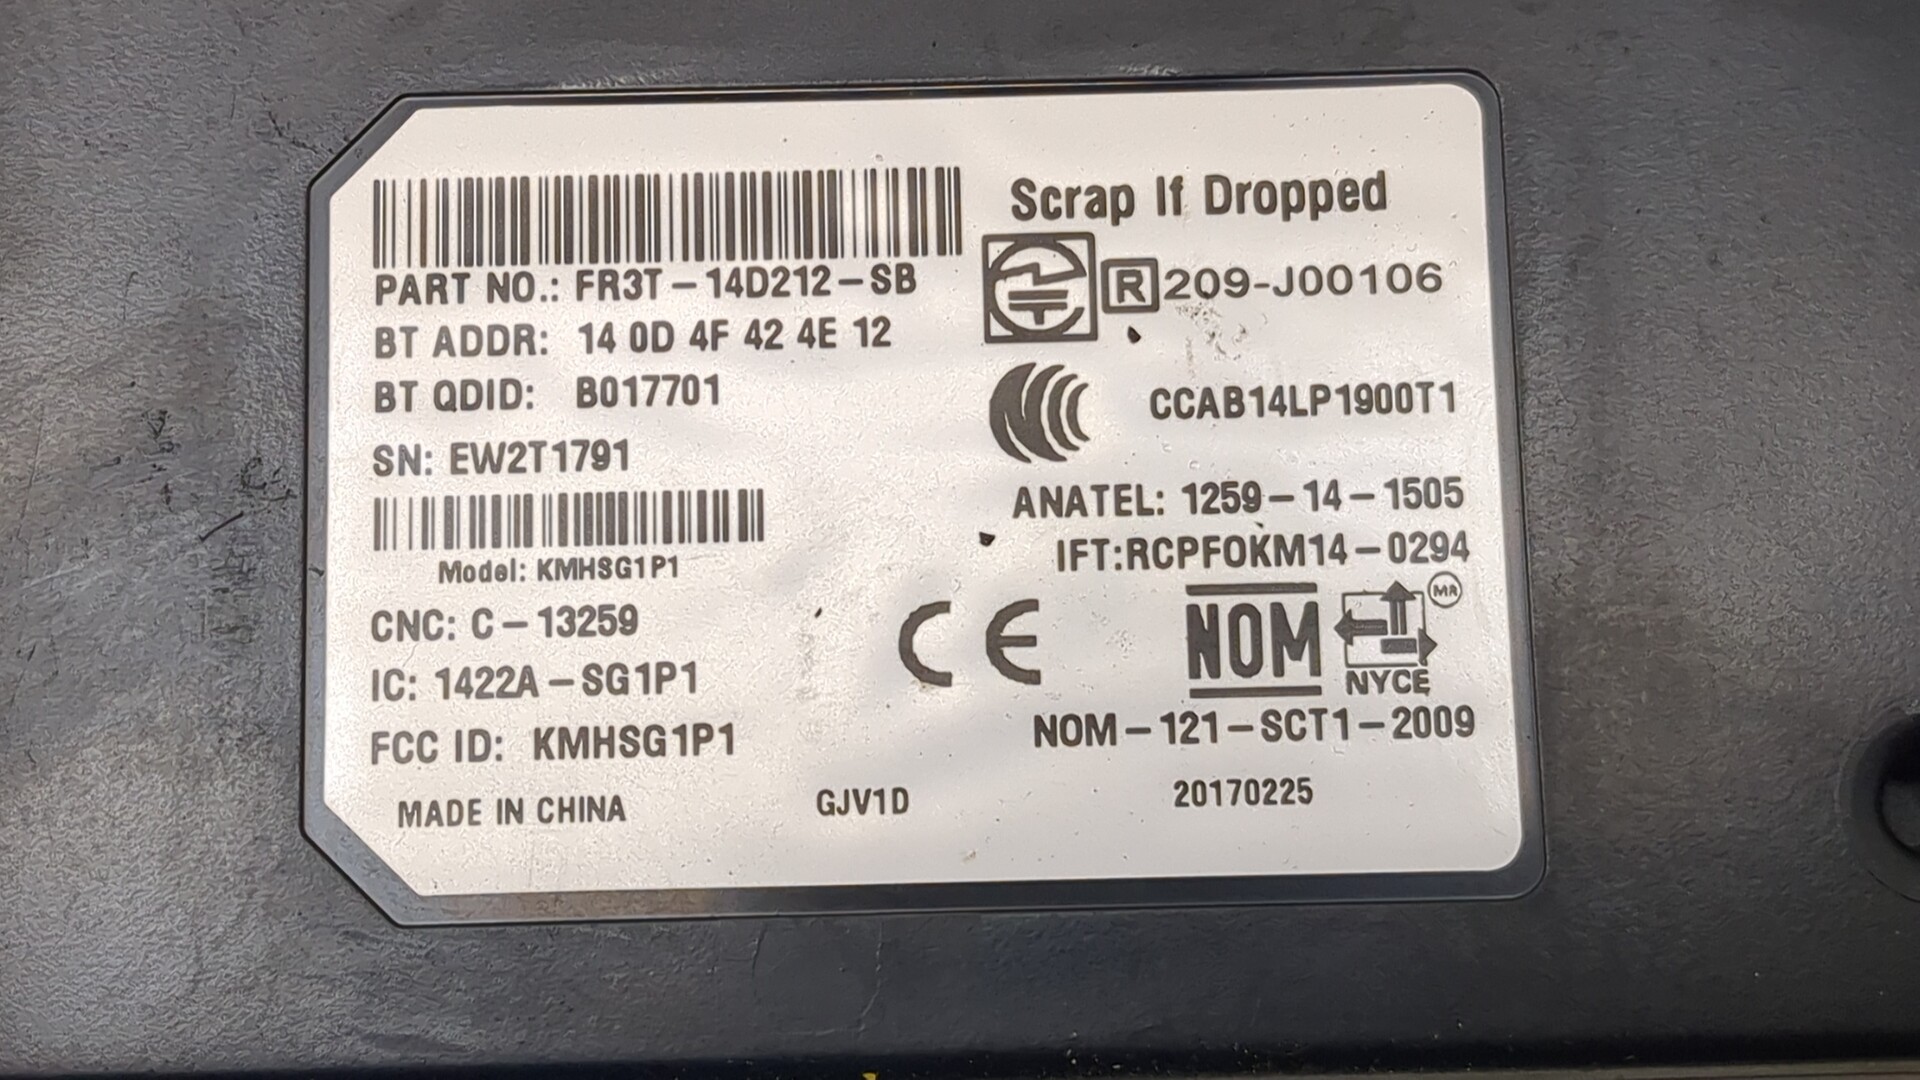 PART NO.: FR3T-14D212-SB
BT ADDR: 14 0D 4F 42 4E 12
BT QDID: B017701
SN: EW2T1791
Model: KMHSG1P1
CNC: C-13259
IC: 1422A-SG1P1
FCC ID: KMHSG1P1
MADE IN CHINA
GJV1D
Scrap If Dropped
R 209-J00106
CCAB14LP1900T1
ANATEL: 1259-14-1505
IFT:RCPFOKM14-0294
CE
NOM
MR
NYCE
NOM-121-SCT1-2009
20170225